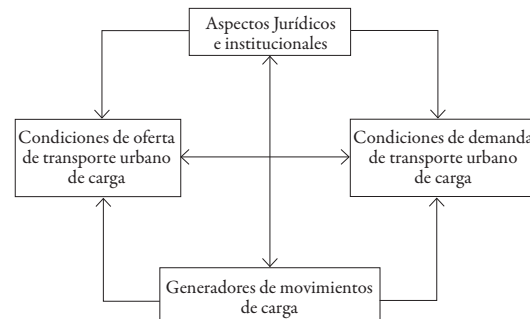 Aspectos Jurídicos
e institucionales
Condiciones de oferta
de transporte urbano
de carga
Condiciones de demanda
de transporte urbano
de carga
Generadores de movimientos
de carga